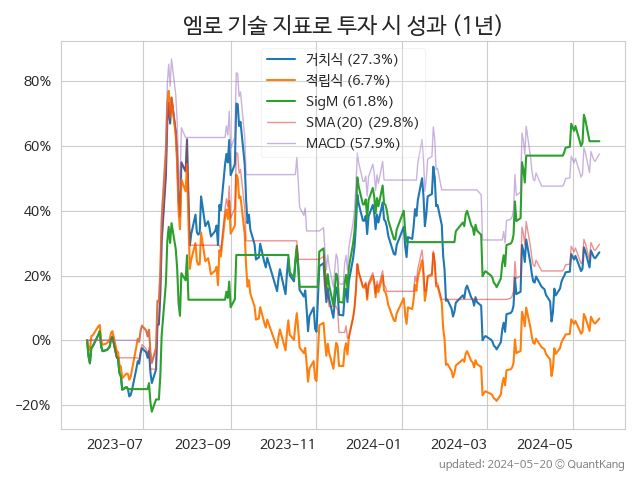 엠로 기술 지표로 투자 시 성과 (1년)
거치식 (27.3%)
적립식 (6.7%)
SigM (61.8%)
SMA(20) (29.8%)
MACD (57.9%)
80%
60%
40%
20%
0%
−20%
2023-07 2023-09 2023-11 2024-01 2024-03 2024-05
updated: 2024-05-20 © QuantKang